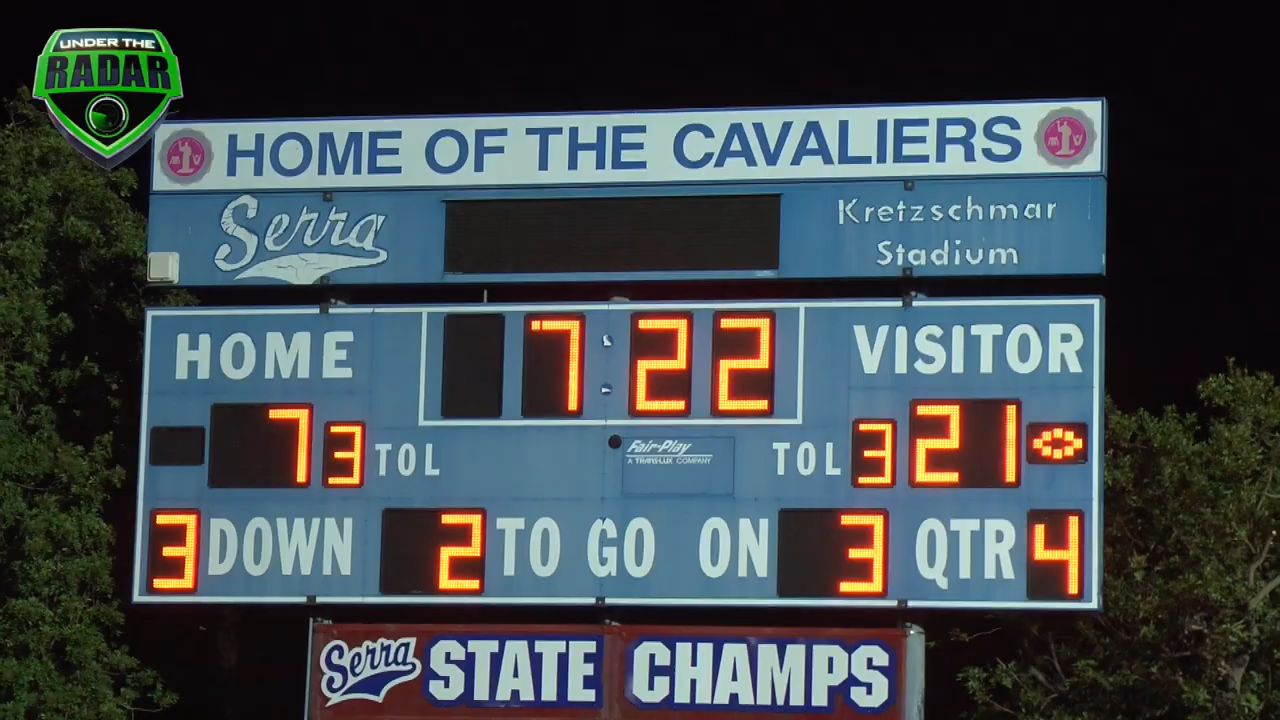 UNDER THE
RADAR
HOME OF THE CAVALIERS
Serra
Kretzschmar
Stadium
HOME 7:22 VISITOR
7 3 TOL Fair-Play TOL 3 21
A TRANS-LUX COMPANY
3 DOWN 2 TO GO ON 3 QTR 4
Serra STATE CHAMPS